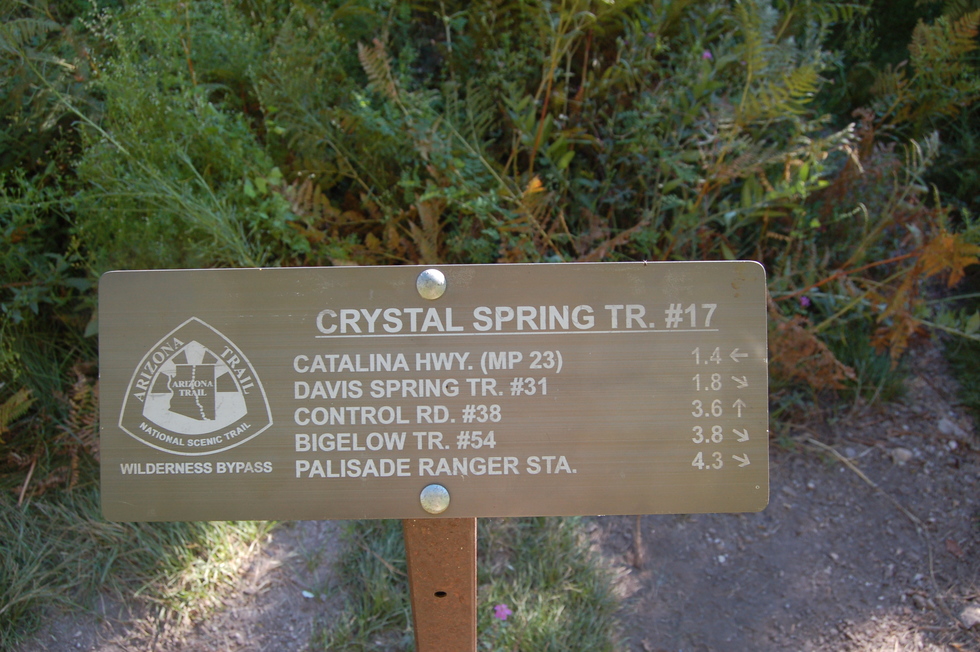 CRYSTAL SPRING TR. #17
ARIZONA TRAIL
ARIZONA
TRAIL
NATIONAL SCENIC TRAIL
WILDERNESS BYPASS
CATALINA HWY. (MP 23) 1.4 ←
DAVIS SPRING TR. #31 1.8 ↘
CONTROL RD. #38 3.6 ↑
BIGELOW TR. #54 3.8 ↘
PALISADE RANGER STA. 4.3 ↘